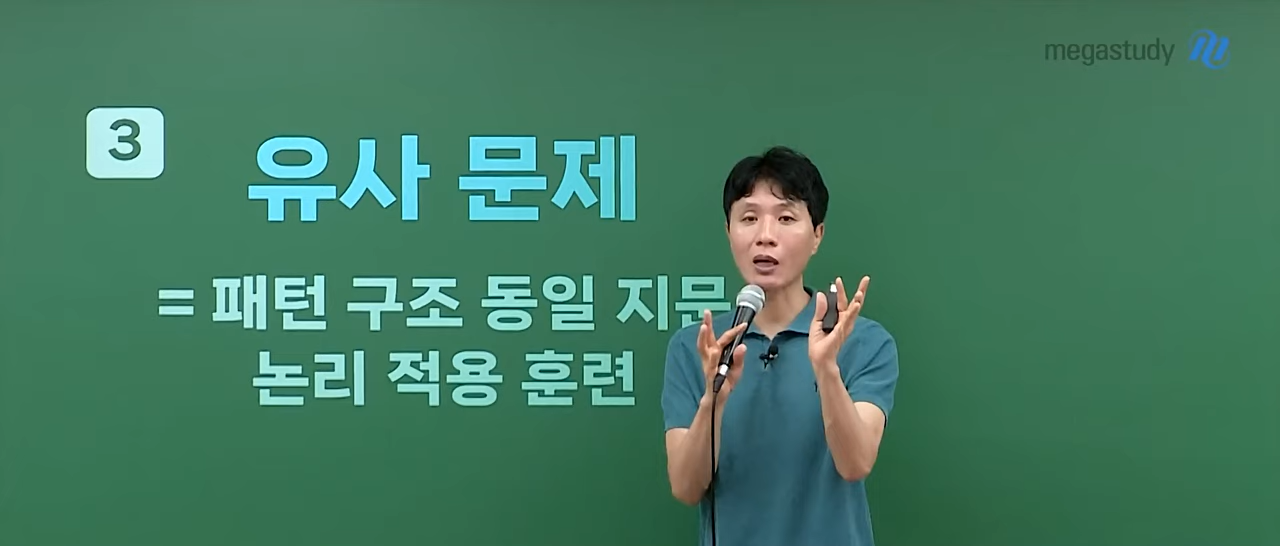 megastudy
3
유사 문제
= 패턴 구조 동일 지문
논리 적용 훈련